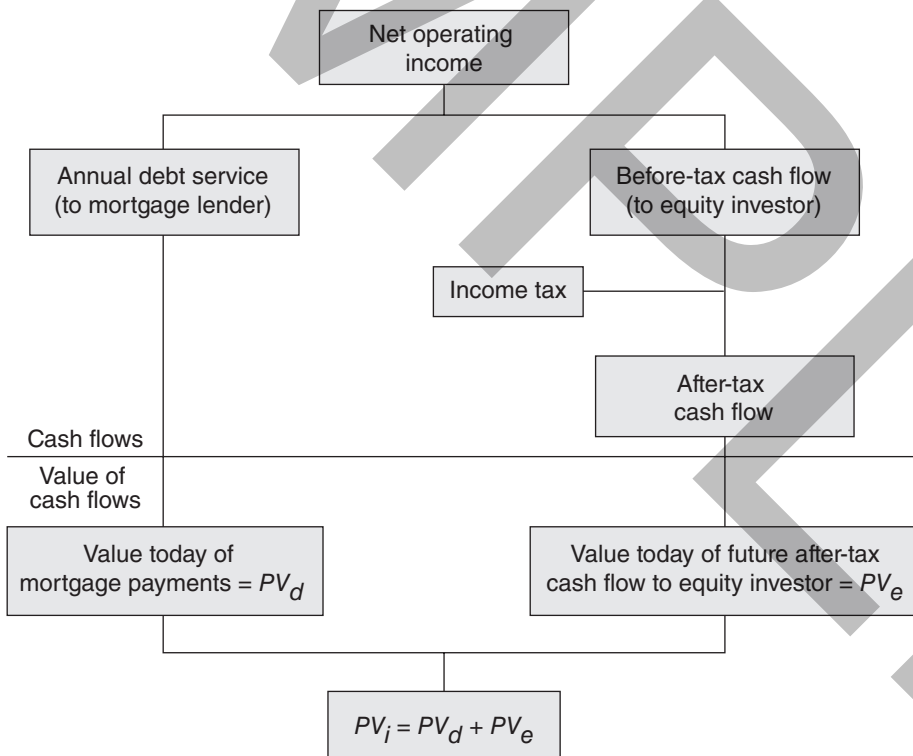 Net operating
income
Annual debt service
(to mortgage lender)
Before-tax cash flow
(to equity investor)
Income tax
After-tax
cash flow
Cash flows
Value of
cash flows
Value today of
mortgage payments = PVd
Value today of future after-tax
cash flow to equity investor = PVe
PVi = PVd + PVe